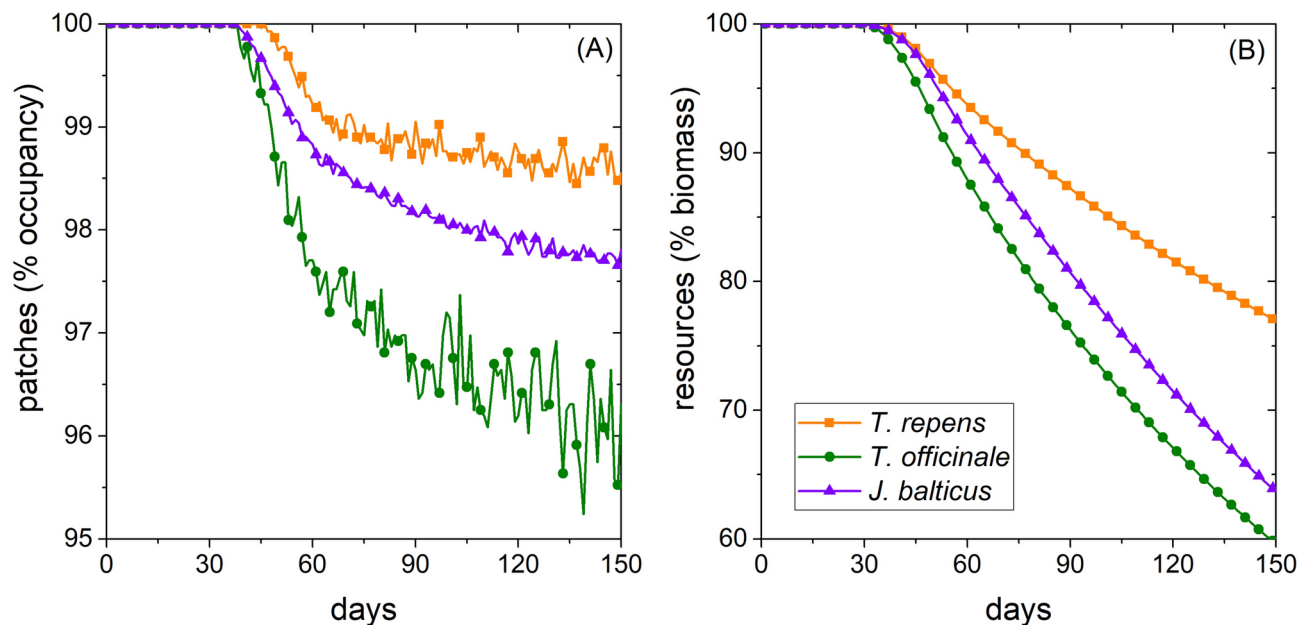 (A)
patches (% occupancy)
100
99
98
97
96
95
0 30 60 90 120 150
days
(B)
resources (% biomass)
100
90
80
70
60
T. repens
T. officinale
J. balticus
0 30 60 90 120 150
days